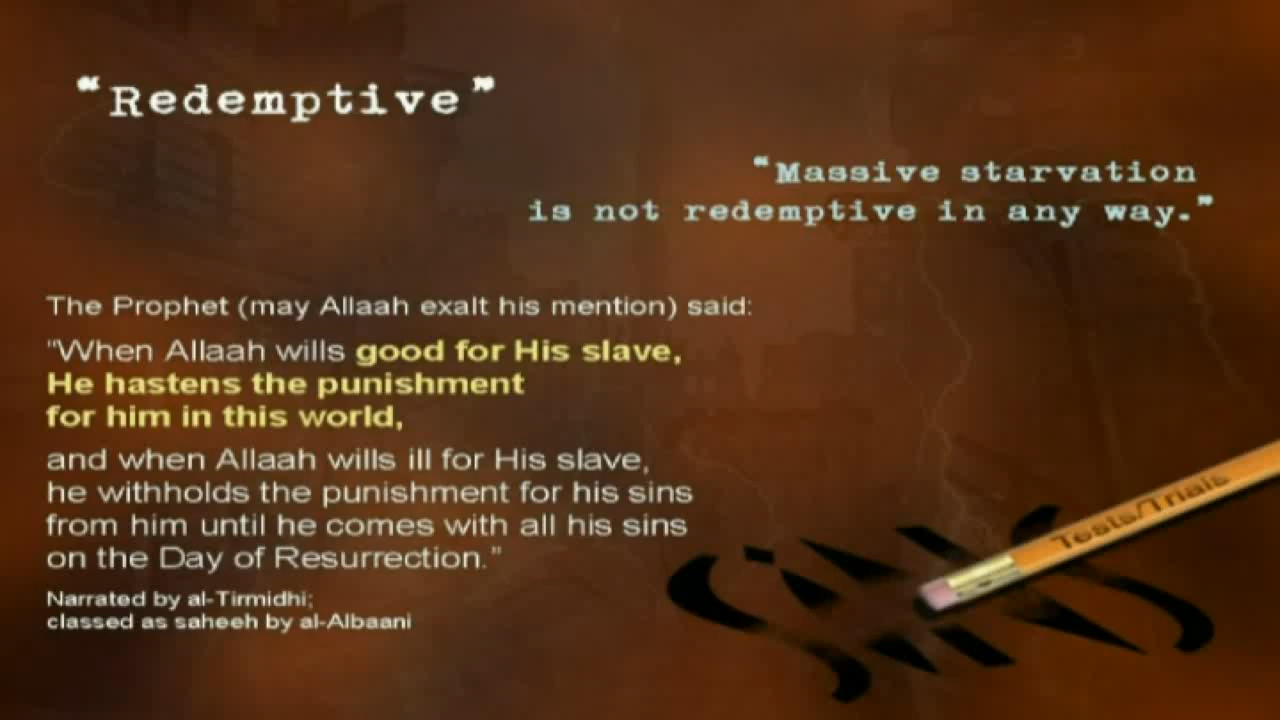 “Redemptive”
“Massive starvation
is not redemptive in any way.”
The Prophet (may Allaah exalt his mention) said:
"When Allaah wills good for His slave,
He hastens the punishment
for him in this world,
and when Allaah wills ill for His slave,
he withholds the punishment for his sins
from him until he comes with all his sins
on the Day of Resurrection."
Narrated by al-Tirmidhi;
classed as saheeh by al-Albaani
Tests/Trials
SINS